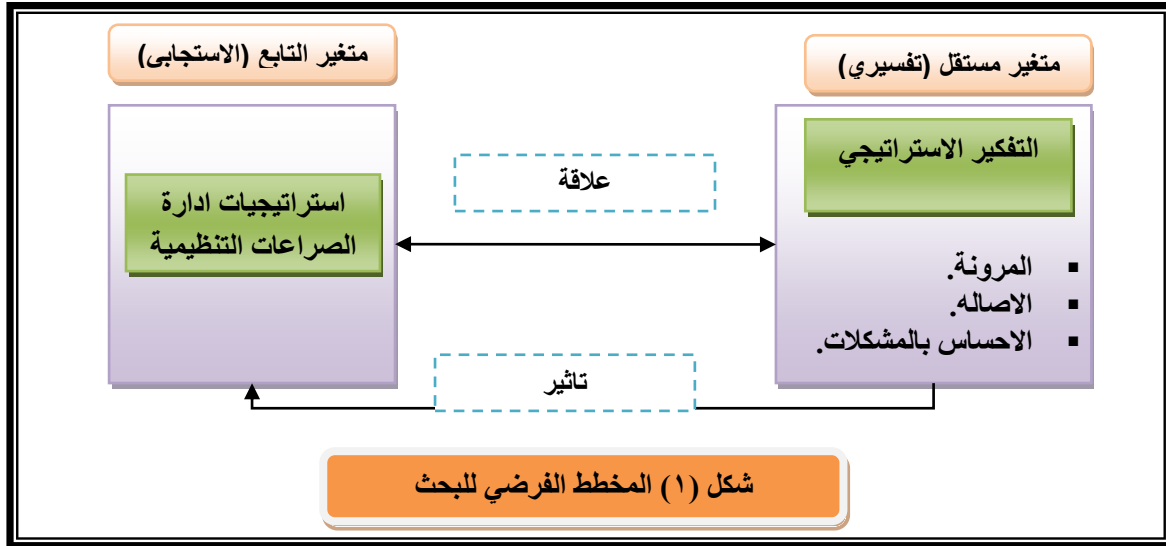 متغير مستقل (تفسيري)
متغير التابع (الاستجابى)
التفكير الاستراتيجي
▪ المرونة.
▪ الاصاله.
▪ الاحساس بالمشكلات.
علاقة
استراتيجيات ادارة
الصراعات التنظيمية
تاثير
شكل (١) المخطط الفرضي للبحث